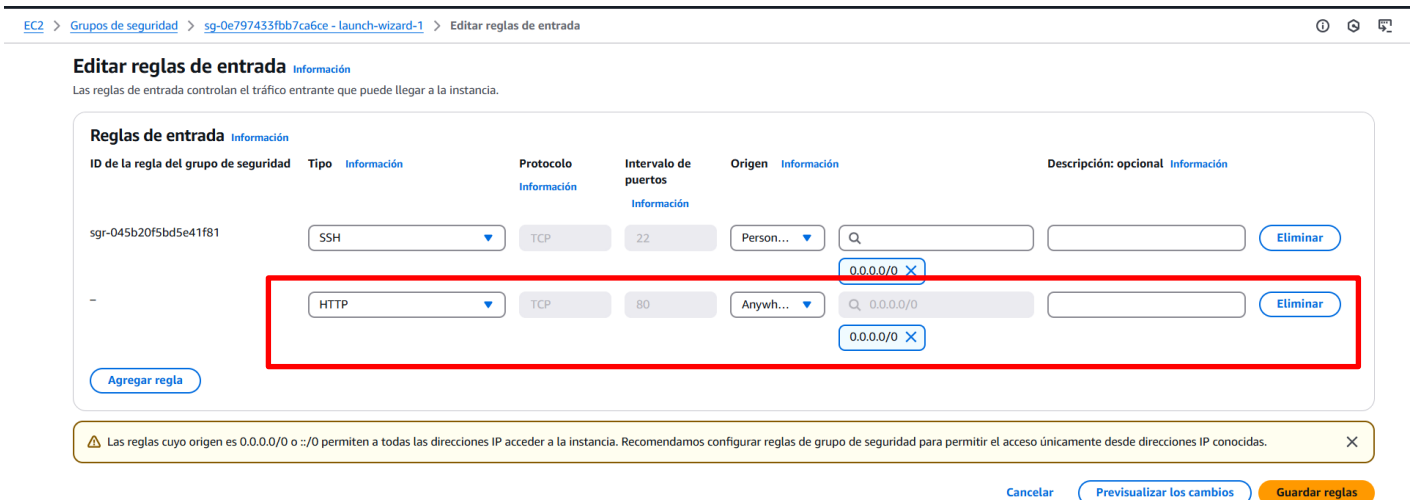 EC2 > Grupos de seguridad > sg-0e797433fbb7ca6ce - launch-wizard-1 > Editar reglas de entrada
Editar reglas de entrada Información
Las reglas de entrada controlan el tráfico entrante que puede llegar a la instancia.
Reglas de entrada Información
ID de la regla del grupo de seguridad Tipo Información Protocolo Información Intervalo de puertos Información Origen Información Descripción: opcional Información
sgr-045b20f5bd5e41f81 SSH TCP 22 Person... Eliminar
0.0.0.0/0
– HTTP TCP 80 Anywh... 0.0.0.0/0 Eliminar
0.0.0.0/0
Agregar regla
Las reglas cuyo origen es 0.0.0.0/0 o ::/0 permiten a todas las direcciones IP acceder a la instancia. Recomendamos configurar reglas de grupo de seguridad para permitir el acceso únicamente desde direcciones IP conocidas.
Cancelar Previsualizar los cambios Guardar reglas